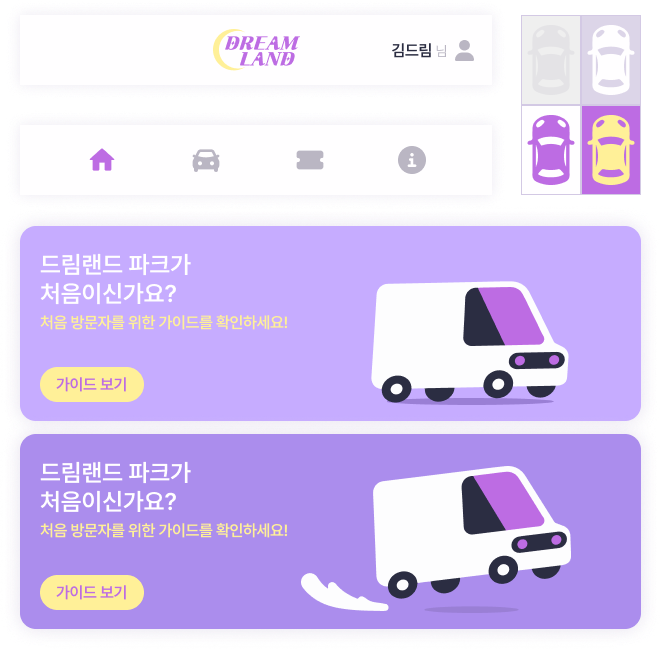 DREAM
LAND
김드림 님
드림랜드 파크가
처음이신가요?
처음 방문자를 위한 가이드를 확인하세요!
가이드 보기
드림랜드 파크가
처음이신가요?
처음 방문자를 위한 가이드를 확인하세요!
가이드 보기